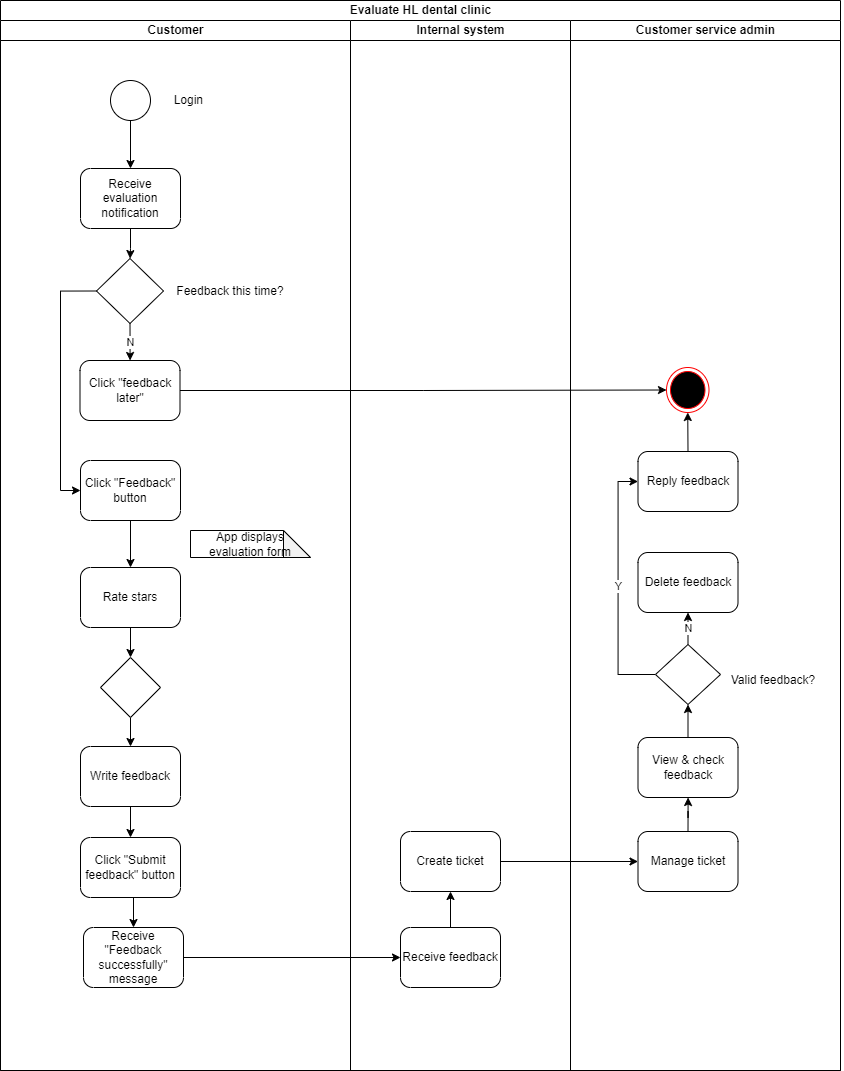 Evaluate HL dental clinic
Customer
Internal system
Customer service admin
Login
Receive
evaluation
notification
Feedback this time?
N
Click "feedback
later"
Click "Feedback"
button
App displays
evaluation form
Rate stars
Write feedback
Click "Submit
feedback" button
Receive
"Feedback
successfully"
message
Receive feedback
Create ticket
Manage ticket
View & check
feedback
Valid feedback?
N
Y
Delete feedback
Reply feedback